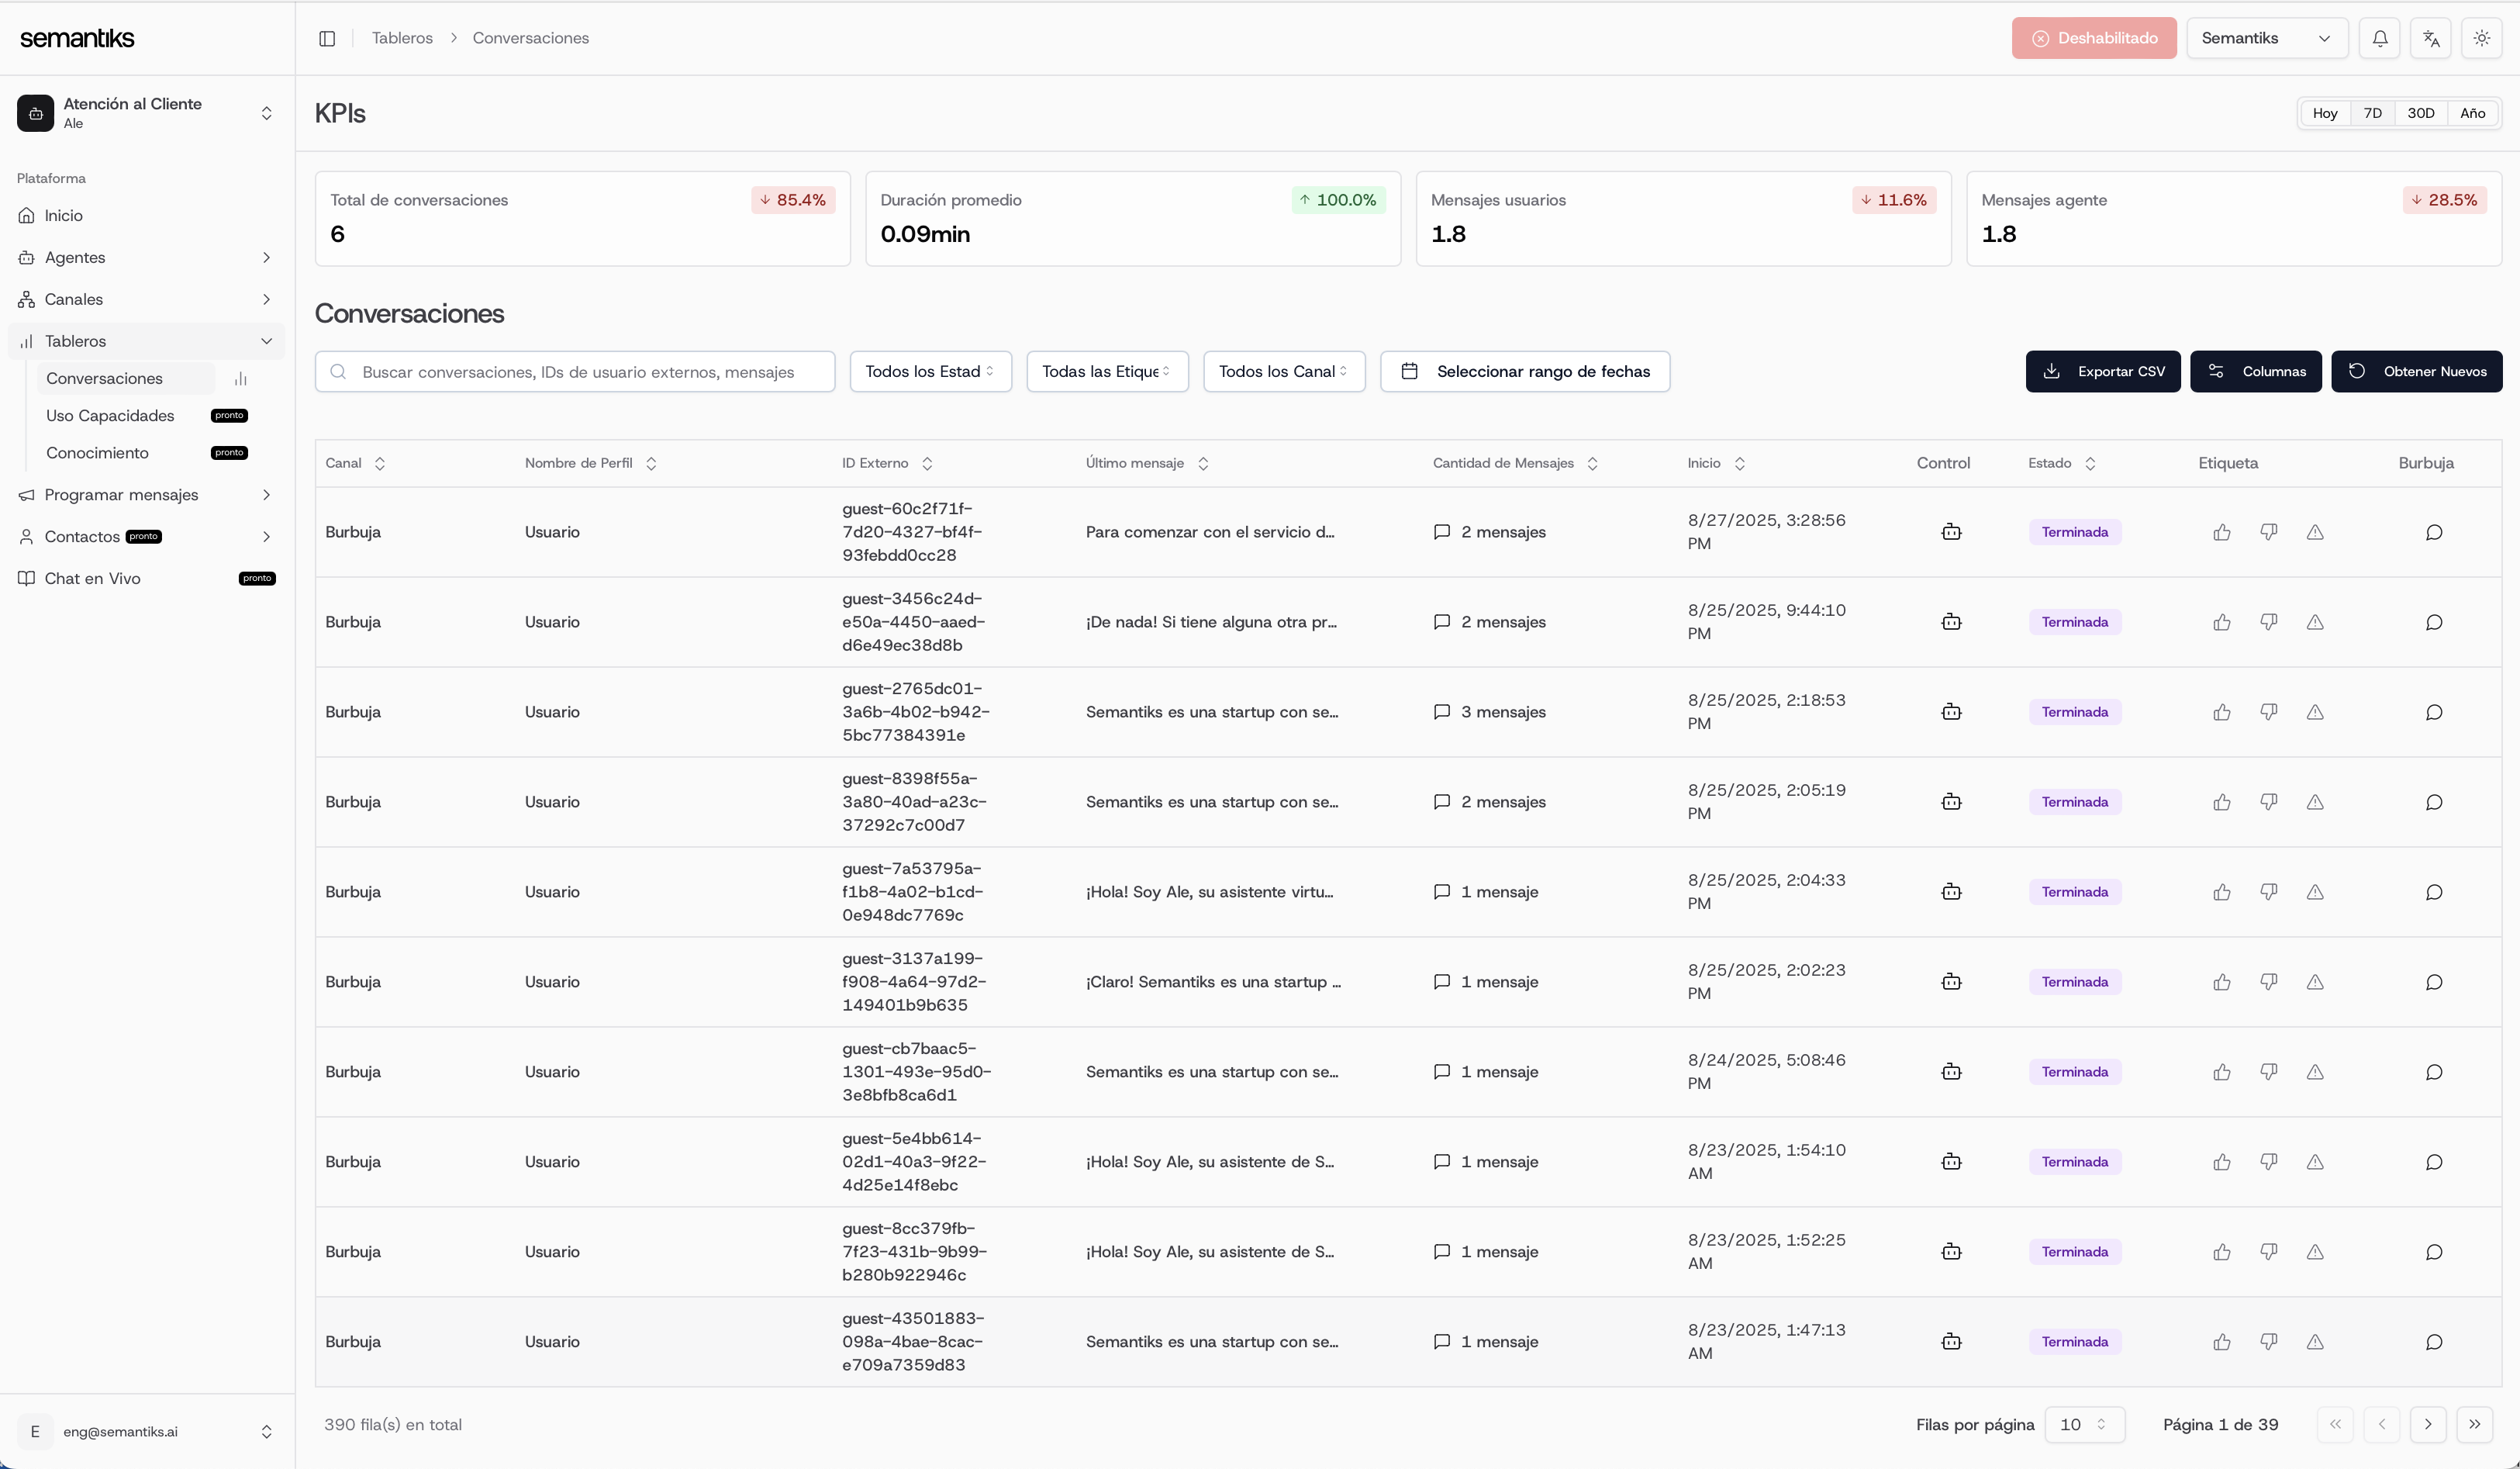 semantiks
Tableros > Conversaciones
Deshabilitado
Semantiks
Atención al Cliente
Ale
Plataforma
Inicio
Agentes
Canales
Tableros
Conversaciones
Uso Capacidades pronto
Conocimiento pronto
Programar mensajes
Contactos pronto
Chat en Vivo pronto
E
eng@semantiks.ai
KPIs
Hoy 7D 30D Año
Total de conversaciones ↓ 85.4%
6
Duración promedio ↑ 100.0%
0.09min
Mensajes usuarios ↓ 11.6%
1.8
Mensajes agente ↓ 28.5%
1.8
Conversaciones
Buscar conversaciones, IDs de usuario externos, mensajes
Todos los Estad
Todas las Etique
Todos los Canal
Seleccionar rango de fechas
Exportar CSV
Columnas
Obtener Nuevos
Canal Nombre de Perfil ID Externo Último mensaje Cantidad de Mensajes Inicio Control Estado Etiqueta Burbuja
Burbuja Usuario guest-60c2f71f-
7d20-4327-bf4f-
93febdd0cc28 Para comenzar con el servicio d... 2 mensajes 8/27/2025, 3:28:56
PM Terminada
Burbuja Usuario guest-3456c24d-
e50a-4450-aaed-
d6e49ec38d8b ¡De nada! Si tiene alguna otra pr... 2 mensajes 8/25/2025, 9:44:10
PM Terminada
Burbuja Usuario guest-2765dc01-
3a6b-4b02-b942-
5bc77384391e Semantiks es una startup con se... 3 mensajes 8/25/2025, 2:18:53
PM Terminada
Burbuja Usuario guest-8398f55a-
3a80-40ad-a23c-
37292c7c00d7 Semantiks es una startup con se... 2 mensajes 8/25/2025, 2:05:19
PM Terminada
Burbuja Usuario guest-7a53795a-
f1b8-4a02-b1cd-
0e948dc7769c ¡Hola! Soy Ale, su asistente virtu... 1 mensaje 8/25/2025, 2:04:33
PM Terminada
Burbuja Usuario guest-3137a199-
f908-4a64-97d2-
149401b9b635 ¡Claro! Semantiks es una startup ... 1 mensaje 8/25/2025, 2:02:23
PM Terminada
Burbuja Usuario guest-cb7baac5-
1301-493e-95d0-
3e8bfb8ca6d1 Semantiks es una startup con se... 1 mensaje 8/24/2025, 5:08:46
PM Terminada
Burbuja Usuario guest-5e4bb614-
02d1-40a3-9f22-
4d25e14f8ebc ¡Hola! Soy Ale, su asistente de S... 1 mensaje 8/23/2025, 1:54:10
AM Terminada
Burbuja Usuario guest-8cc379fb-
7f23-431b-9b99-
b280b922946c ¡Hola! Soy Ale, su asistente de S... 1 mensaje 8/23/2025, 1:52:25
AM Terminada
Burbuja Usuario guest-43501883-
098a-4bae-8cac-
e709a7359d83 Semantiks es una startup con se... 1 mensaje 8/23/2025, 1:47:13
AM Terminada
390 fila(s) en total
Filas por página 10
Página 1 de 39